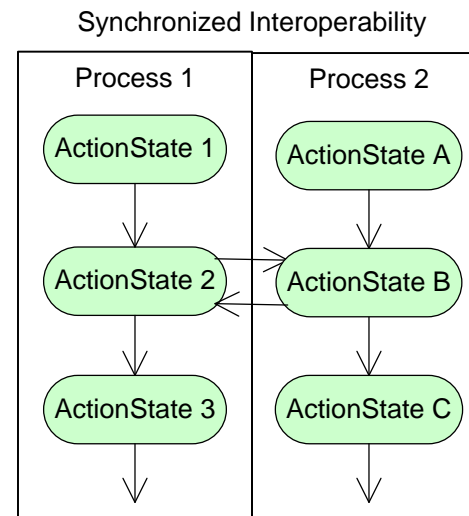 Synchronized Interoperability
Process 1
Process 2
ActionState 1
ActionState A
ActionState 2
ActionState B
ActionState 3
ActionState C